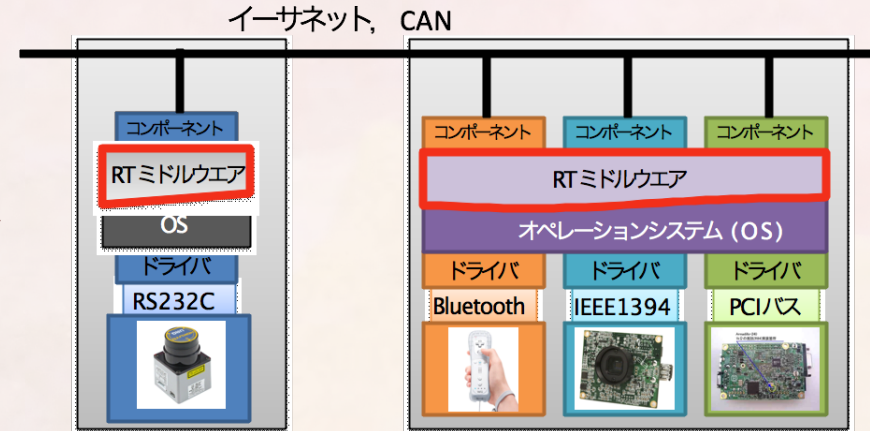 イーサネット, CAN
コンポーネント
RTミドルウエア
OS
ドライバ
RS232C
コンポーネント コンポーネント コンポーネント
RTミドルウエア
オペレーションシステム (OS)
ドライバ ドライバ ドライバ
Bluetooth IEEE1394 PCIバス